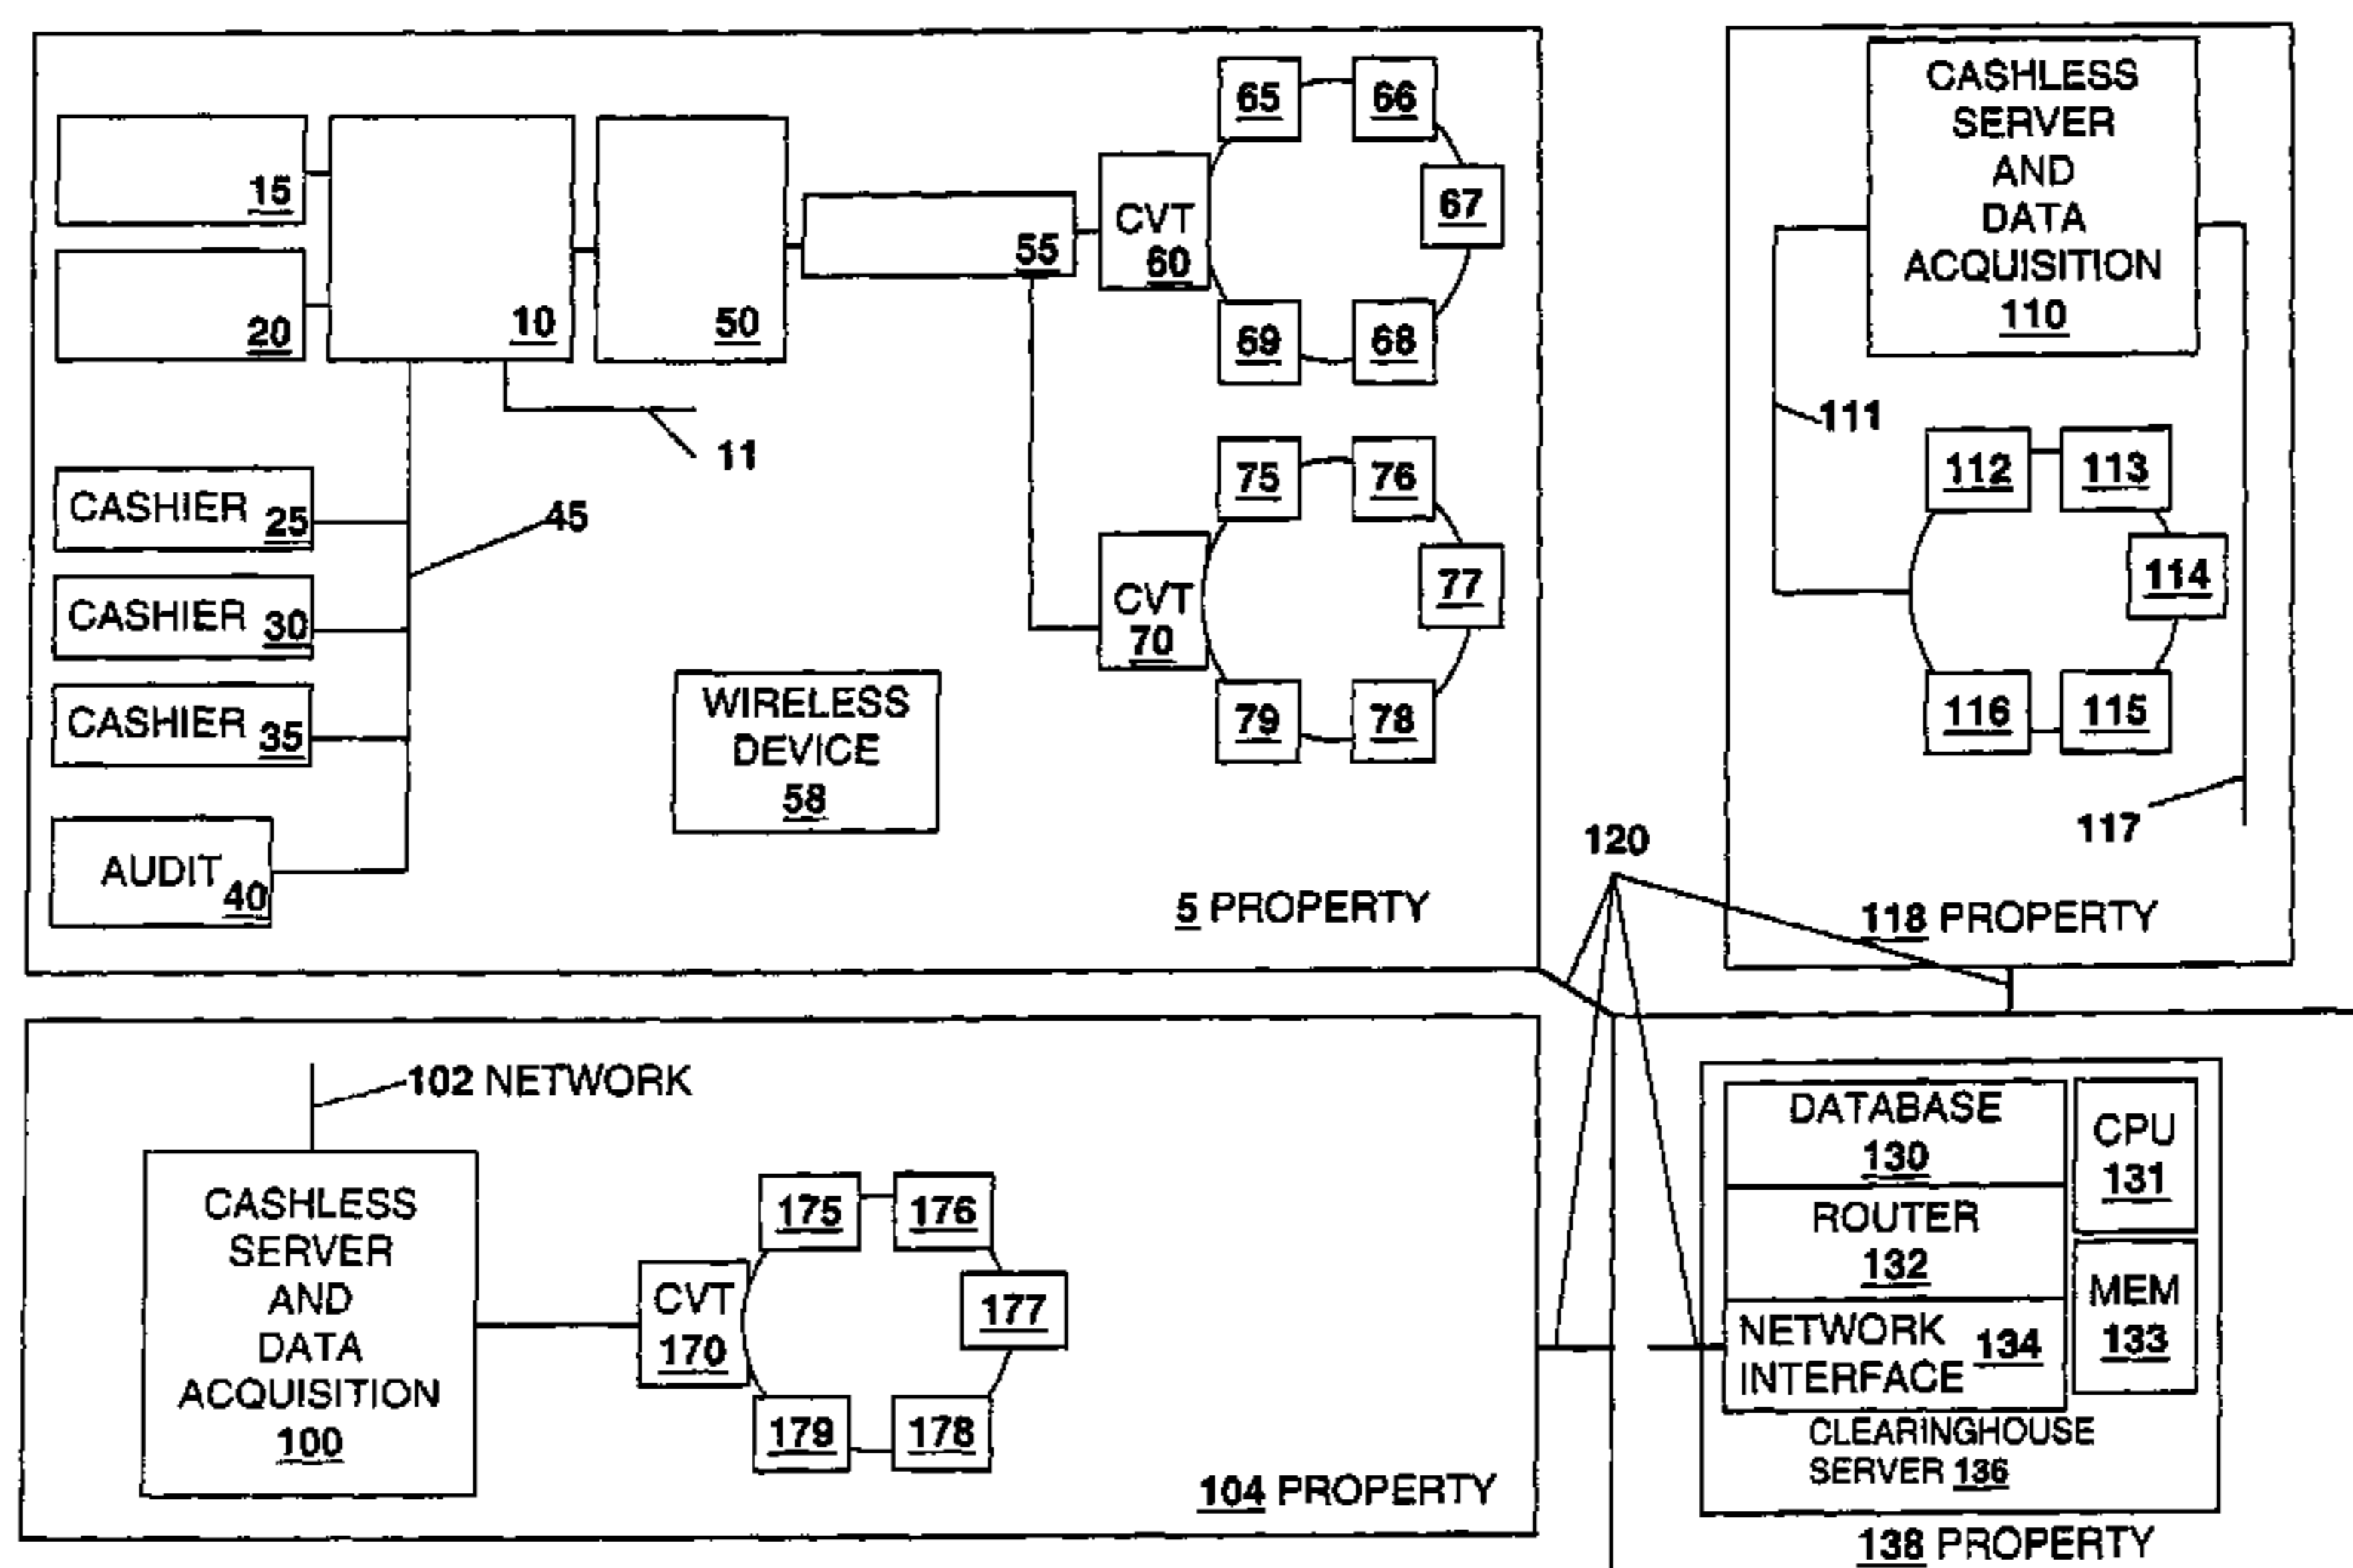 15
20
10
50
55
11
CASHIER 25
CASHIER 30
CASHIER 35
AUDIT 40
45
WIRELESS
DEVICE
58
CVT
60
65
66
67
68
69
CVT
70
75
76
77
78
79
5 PROPERTY
CASHLESS
SERVER
AND
DATA
ACQUISITION
110
111
112
113
114
115
116
117
118 PROPERTY
120
102 NETWORK
CASHLESS
SERVER
AND
DATA
ACQUISITION
100
CVT
170
175
176
177
178
179
104 PROPERTY
DATABASE
130
ROUTER
132
NETWORK
INTERFACE 134
CPU
131
MEM
133
CLEARINGHOUSE
SERVER 136
138 PROPERTY